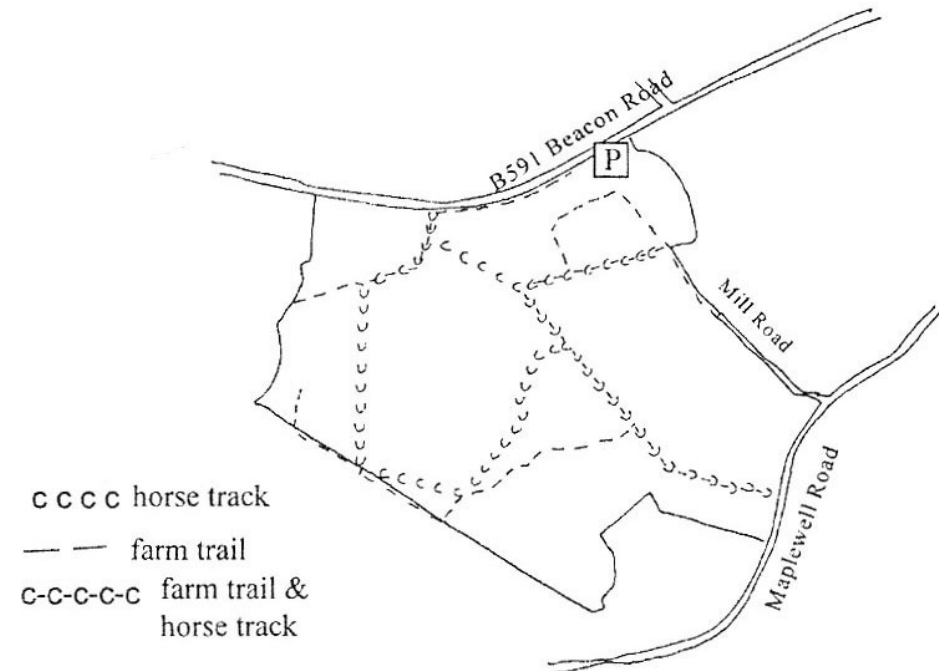 B591 Beacon Road
P
Mill Road
Maplewell Road
c c c c horse track
farm trail
c-c-c-c-c farm trail &
horse track